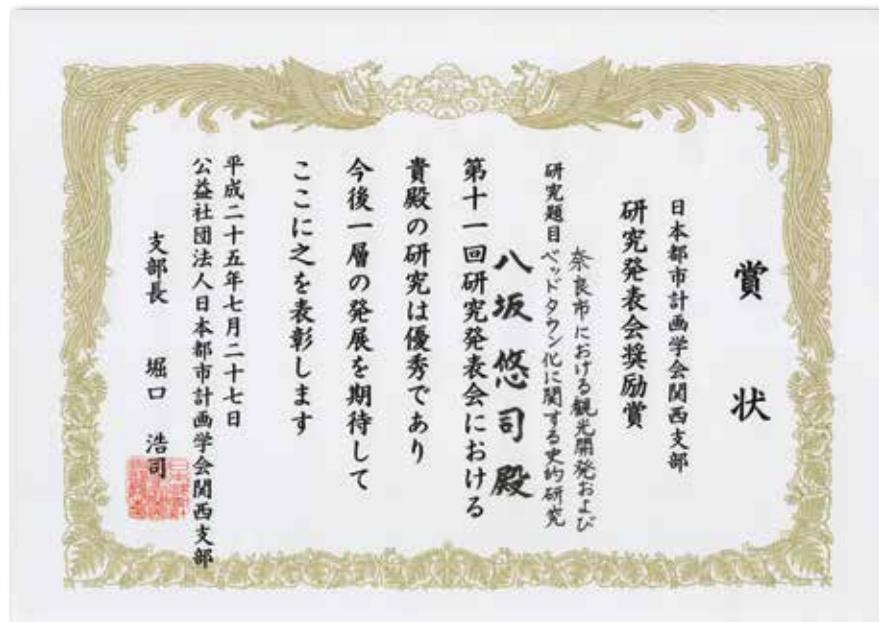 賞状
日本都市計画学会関西支部
研究発表会奨励賞
奈良市における観光開発および
研究題目 ベッドタウン化に関する史的研究
八坂悠司殿
第十一回研究発表会における
貴殿の研究は優秀であり
今後一層の発展を期待して
ここに之を表彰します
平成二十五年七月二十七日
公益社団法人日本都市計画学会関西支部
支部長 堀口 浩司